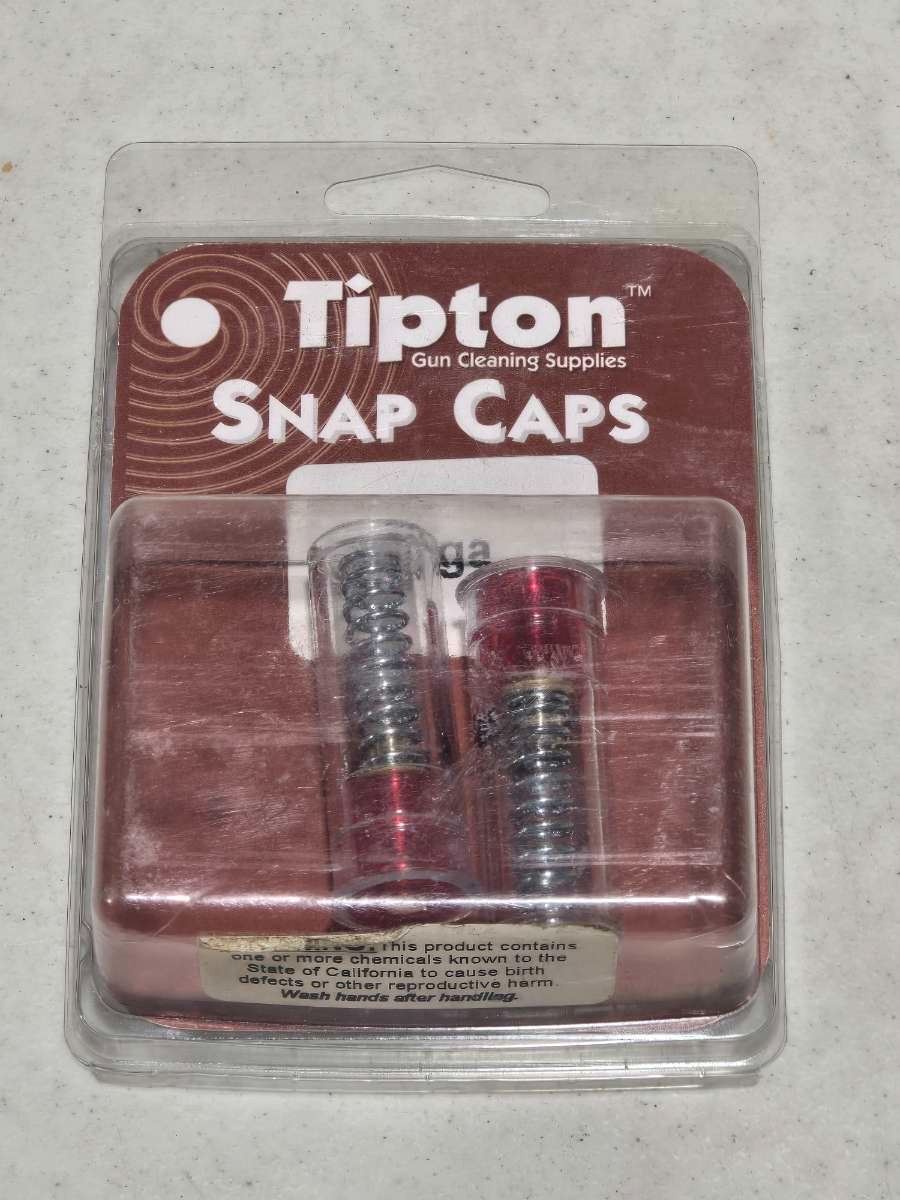 Tipton™
Gun Cleaning Supplies
SNAP CAPS
ga
This product contains
one or more chemicals known to the
State of California to cause birth
defects or other reproductive harm.
Wash hands after handling.